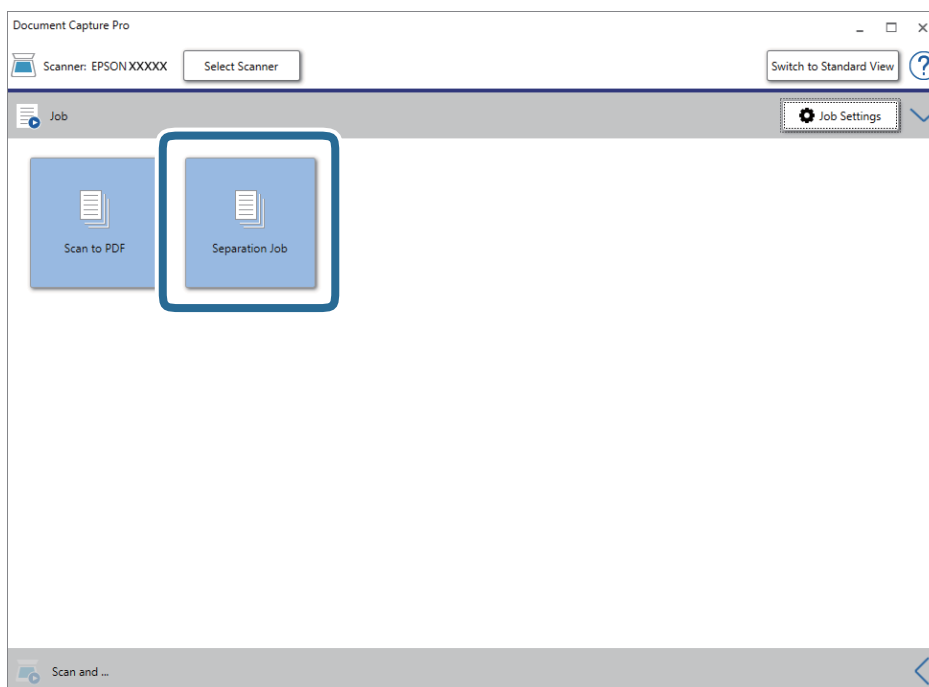 Document Capture Pro
Scanner: EPSON XXXXX
Select Scanner
Switch to Standard View
?
Job
Job Settings
Scan to PDF
Separation Job
Scan and ...